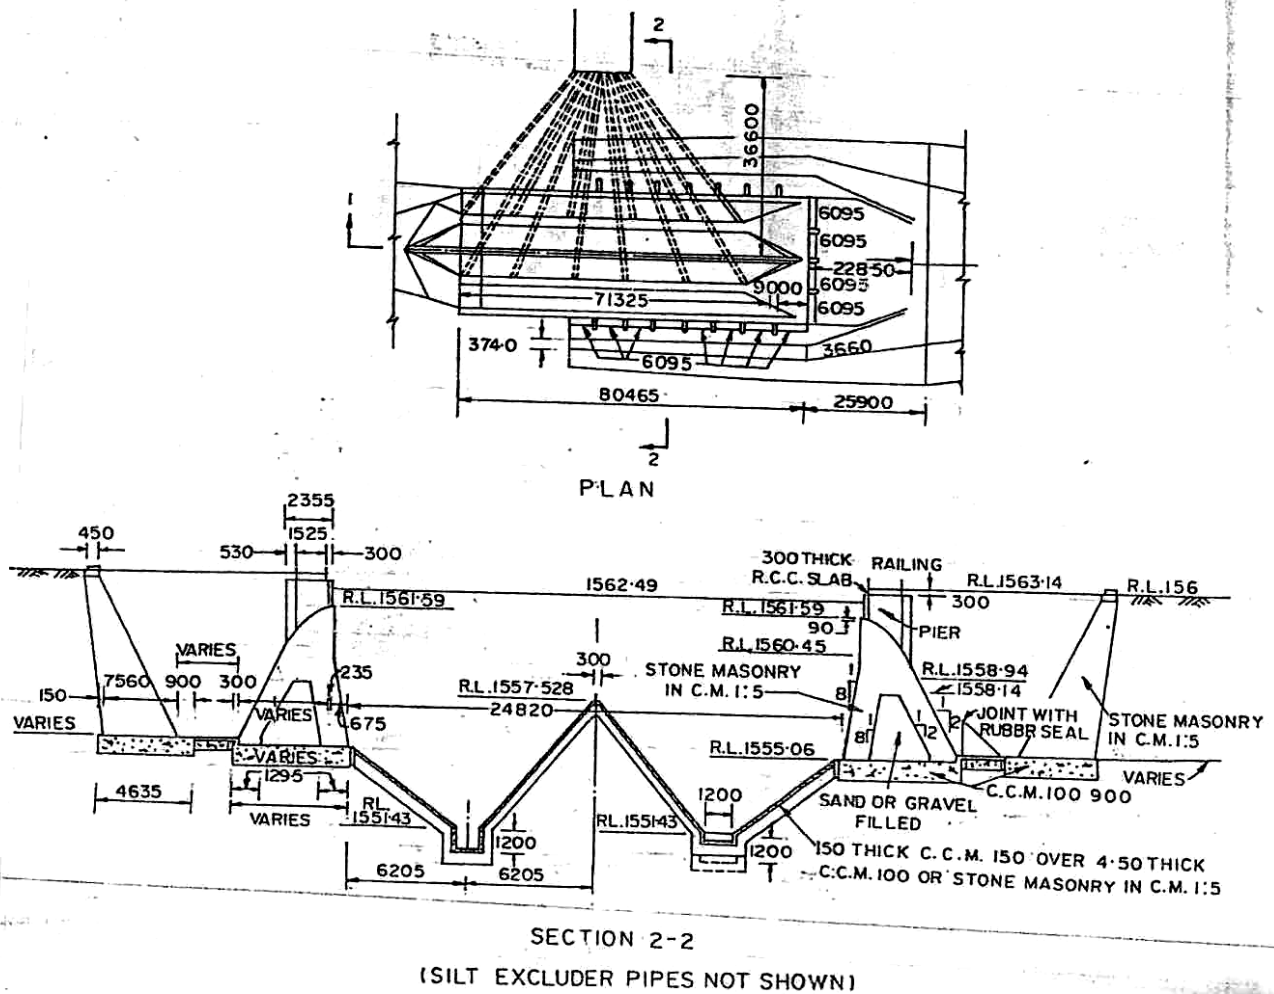 2
36600
1
6095
6095
22850
6095
9000
6095
71325
3740
3660
6095
80465
25900
2
PLAN
2355
450
1525
530
300
300 THICK
R.C.C. SLAB
RAILING
1562.49
R.L.1563.14
R.L.156
R.L.1561.59
R.L.1561.59
300
90
PIER
VARIES
R.L.1560.45
235
300
STONE MASONRY
IN C.M. 1:5
R.L.1558.94
1558.14
150
7560
900
300
R.L.1557.528
24820
1
8
VARIES
VARIES
675
1
8
1
2
1
2
JOINT WITH
RUBBR SEAL
STONE MASONRY
IN C.M.1:5
R.L.1555.06
VARIES
1295
VARIES
4635
VARIES
RL.
1551.43
RL.1551.43
1200
SAND OR GRAVEL
FILLED
C.C.M.100 900
1200
1200
150 THICK C.C.M. 150 OVER 4.50 THICK
C.C.M.100 OR STONE MASONRY IN C.M. 1:5
6205
6205
SECTION 2-2
(SILT EXCLUDER PIPES NOT SHOWN)